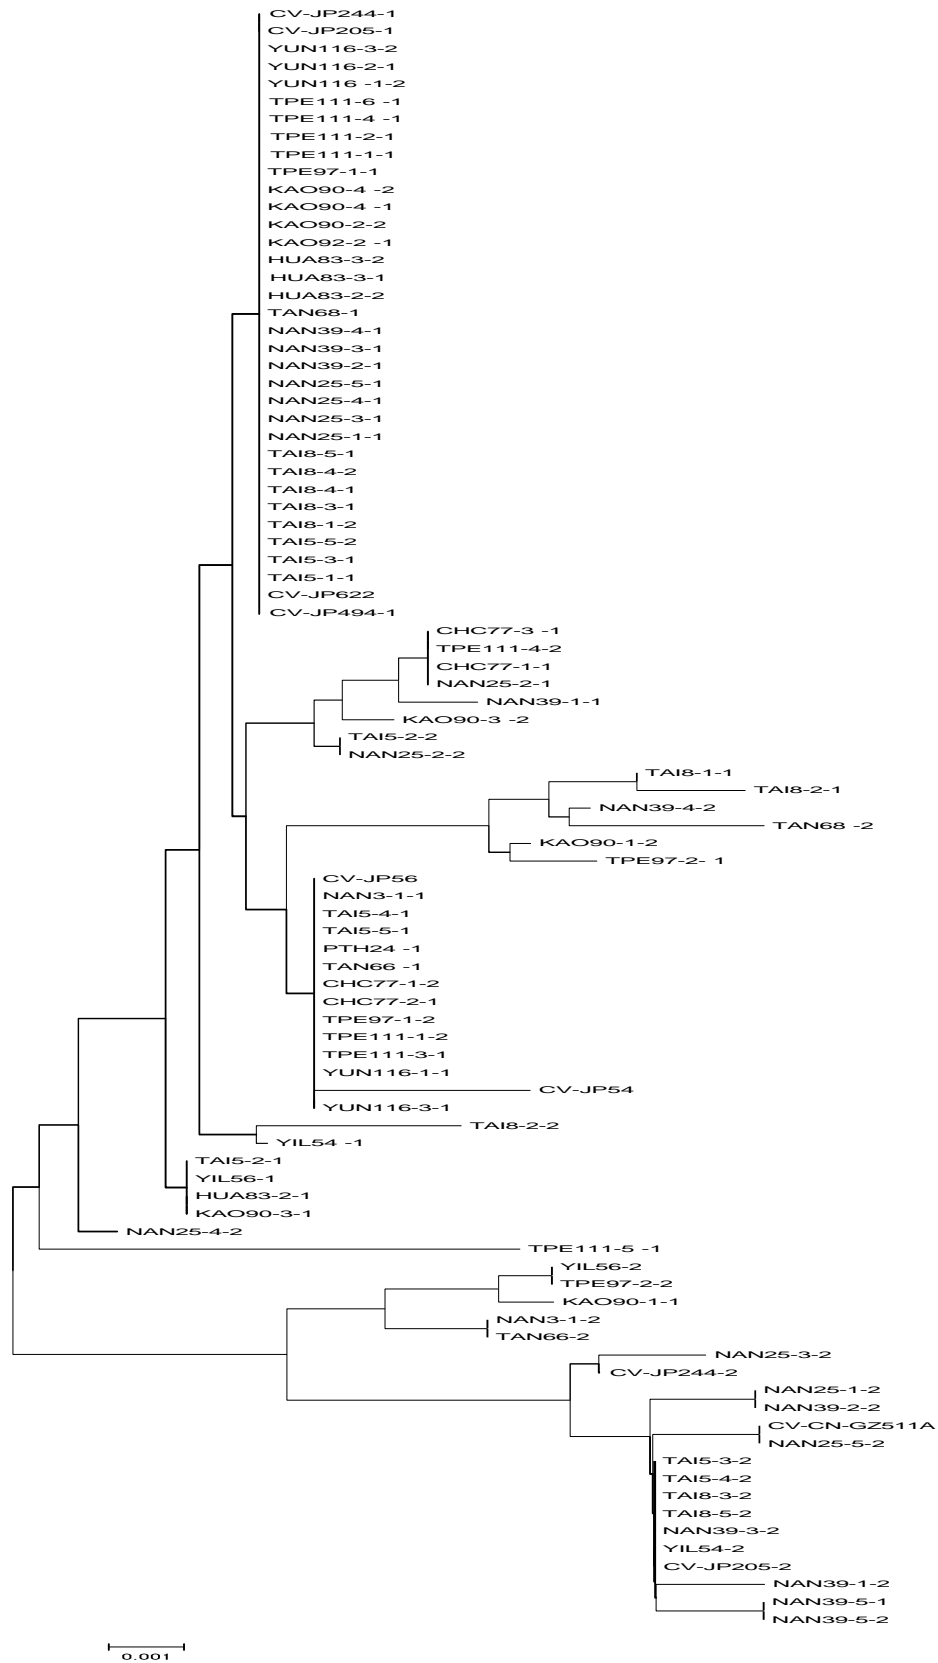 CV-JP244-1
CV-JP205-1
YUN116-3-2
YUN116-2-1
YUN116 -1-2
TPE111-6 -1
TPE111-4 -1
TPE111-2-1
TPE111-1-1
TPE97-1-1
KAO90-4 -2
KAO90-4 -1
KAO90-2-2
KAO92-2 -1
HUA83-3-2
HUA83-3-1
HUA83-2-2
TAN68-1
NAN39-4-1
NAN39-3-1
NAN39-2-1
NAN25-5-1
NAN25-4-1
NAN25-3-1
NAN25-1-1
TAI8-5-1
TAI8-4-2
TAI8-4-1
TAI8-3-1
TAI8-1-2
TAI5-5-2
TAI5-3-1
TAI5-1-1
CV-JP622
CV-JP494-1
CHC77-3 -1
TPE111-4-2
CHC77-1-1
NAN25-2-1
NAN39-1-1
KAO90-3 -2
TAI5-2-2
NAN25-2-2
TAI8-1-1
TAI8-2-1
NAN39-4-2
TAN68 -2
KAO90-1-2
TPE97-2- 1
CV-JP56
NAN3-1-1
TAI5-4-1
TAI5-5-1
PTH24 -1
TAN66 -1
CHC77-1-2
CHC77-2-1
TPE97-1-2
TPE111-1-2
TPE111-3-1
YUN116-1-1
CV-JP54
YUN116-3-1
TAI8-2-2
YIL54 -1
TAI5-2-1
YIL56-1
HUA83-2-1
KAO90-3-1
NAN25-4-2
TPE111-5 -1
YIL56-2
TPE97-2-2
KAO90-1-1
NAN3-1-2
TAN66-2
NAN25-3-2
CV-JP244-2
NAN25-1-2
NAN39-2-2
CV-CN-GZ511A
NAN25-5-2
TAI5-3-2
TAI5-4-2
TAI8-3-2
TAI8-5-2
NAN39-3-2
YIL54-2
CV-JP205-2
NAN39-1-2
NAN39-5-1
NAN39-5-2
0.001